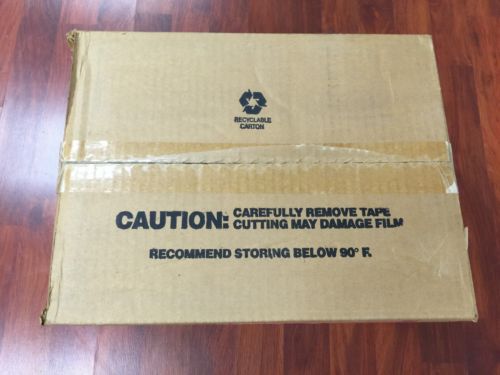 RECYCLABLE
CARTON
CAUTION: CAREFULLY REMOVE TAPE
CUTTING MAY DAMAGE FILM
RECOMMEND STORING BELOW 90° F.